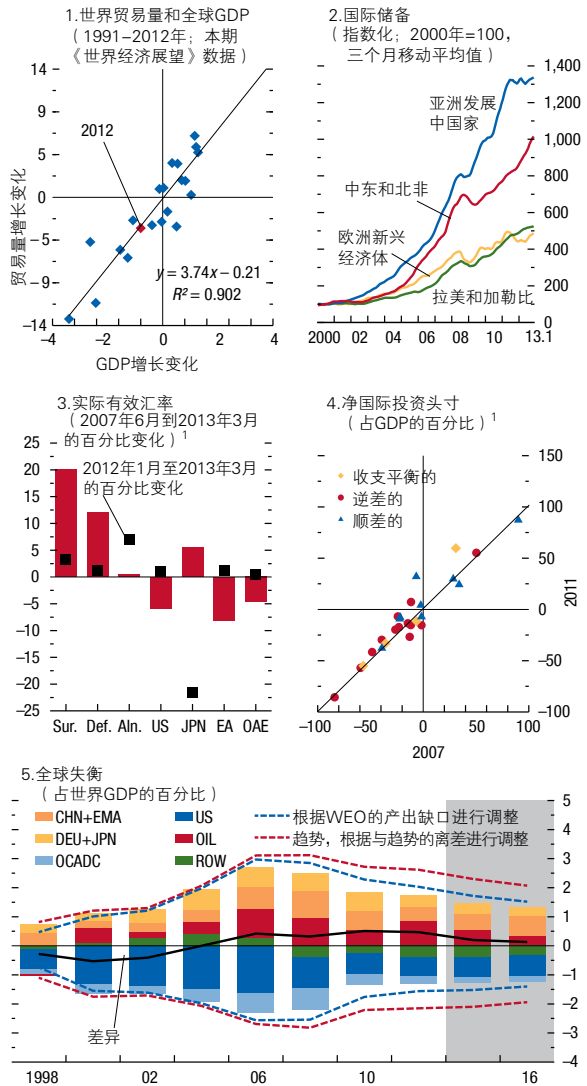 1.世界贸易量和全球GDP
(1991-2012年;本期
《世界经济展望》数据)
14
9
5
0
-5
-9
-14
贸易量增长变化
2012
y = 3.74x – 0.21
R² = 0.902
-4 -2 0 2 4
GDP增长变化
2.国际储备
(指数化;2000年=100,
三个月移动平均值)
1,400
1,200
1,000
800
600
400
200
0
亚洲发展
中国家
中东和北非
欧洲新兴
经济体
拉美和加勒比
2000 02 04 06 08 10 13.1
3.实际有效汇率
(2007年6月到2013年3月
的百分比变化)1
25
20
15
10
5
0
-5
-10
-15
-20
-25
2012年1月至2013年3月
的百分比变化
Sur. Def. Aln. US JPN EA OAE
4.净国际投资头寸
(占GDP的百分比)1
收支平衡的
逆差的
顺差的
150
100
50
0
-50
-100
2011
-100 -50 0 50 100
2007
5.全球失衡
(占世界GDP的百分比)
CHN+EMA
DEU+JPN
OCADC
US
OIL
ROW
根据WEO的产出缺口进行调整
趋势,根据与趋势的离差进行调整
5
4
3
2
1
0
-1
-2
-3
-4
差异
1998 02 06 10 16